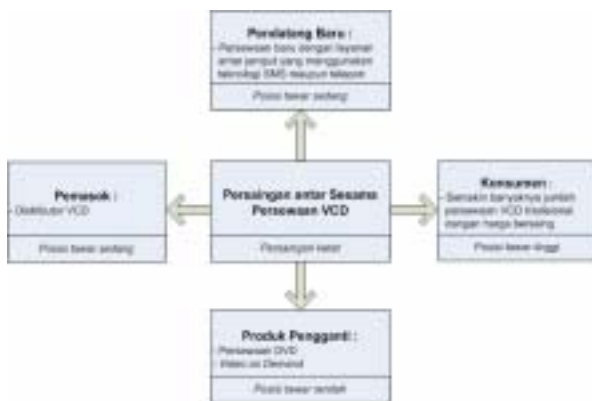 Pendatang Baru :
- Persewaan baru dengan layanan
antar jemput yang menggunakan
teknologi SMS maupun telepon
Posisi tawar sedang
Pemasok :
- Distributor VCD
Posisi tawar sedang
Persaingan antar Sesama
Persewaan VCD
Persaingan ketat
Konsumen :
- Semakin banyaknya jumlah
persewaan VCD tradisional
dengan harga bersaing
Posisi tawar tinggi
Produk Pengganti :
- Persewaan DVD
- Video on Demand
Posisi tawar rendah